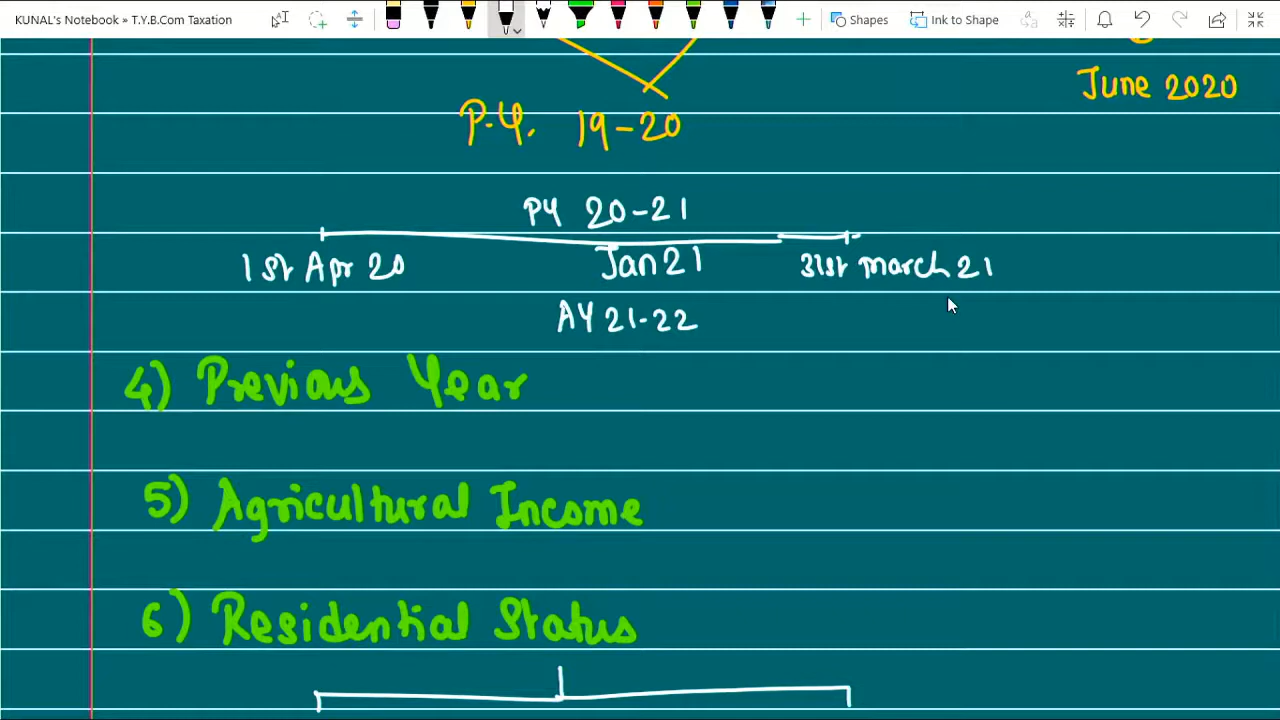 KUNAL's Notebook » T.Y.B.Com Taxation
Shapes
Ink to Shape
June 2020
P.Y. 19-20
PY 20-21
1st Apr 20
Jan 21
31st march 21
AY 21-22
4) Previous Year
5) Agricultural Income
6) Residential Status